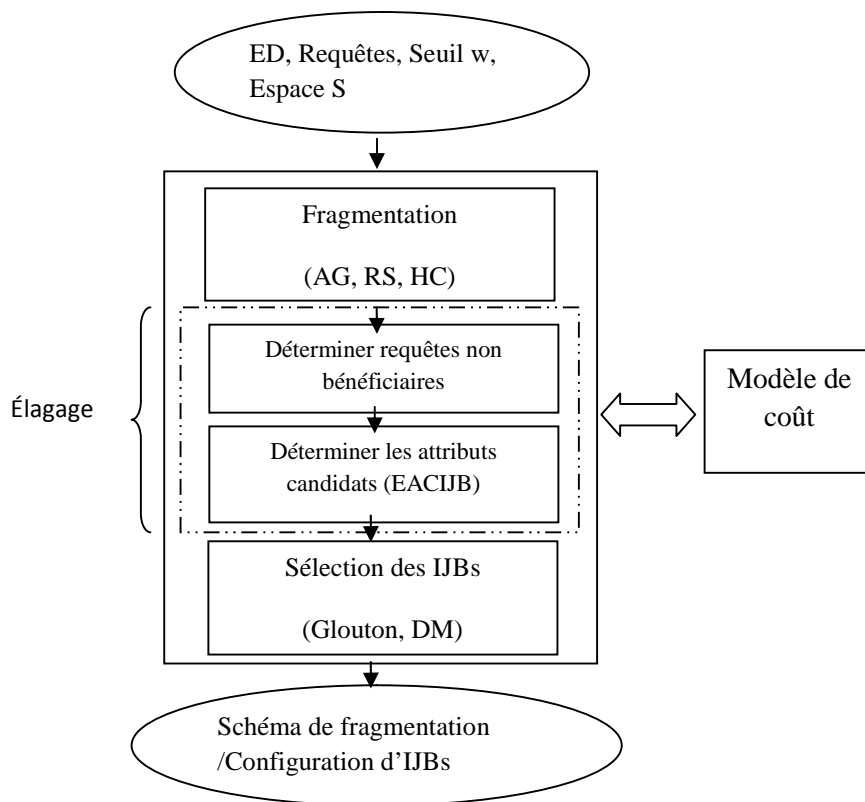 ED, Requêtes, Seuil w,
Espace S
Fragmentation
(AG, RS, HC)
Élagage
Déterminer requêtes non
bénéficiaires
Déterminer les attributs
candidats (EACIJB)
Modèle de
coût
Sélection des IJBs
(Glouton, DM)
Schéma de fragmentation
/Configuration d’IJBs